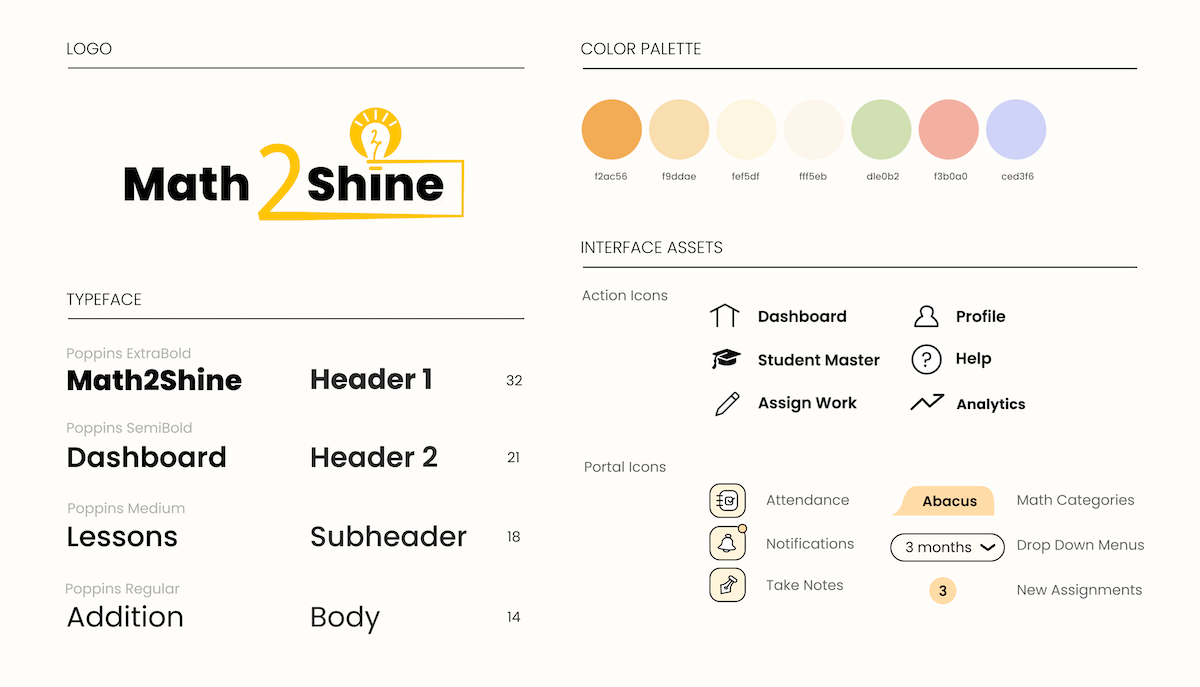 LOGO
Math 2 Shine
2
TYPEFACE
Poppins ExtraBold
Math2Shine Header 1 32
Poppins SemiBold
Dashboard Header 2 21
Poppins Medium
Lessons Subheader 18
Poppins Regular
Addition Body 14
COLOR PALETTE
f2ac56 f9ddae fef5df fff5eb d1e0b2 f3b0a0 ced3f6
INTERFACE ASSETS
Action Icons
Dashboard Profile
Student Master ? Help
Assign Work Analytics
Portal Icons
Attendance Abacus Math Categories
Notifications 3 months Drop Down Menus
Take Notes 3 New Assignments